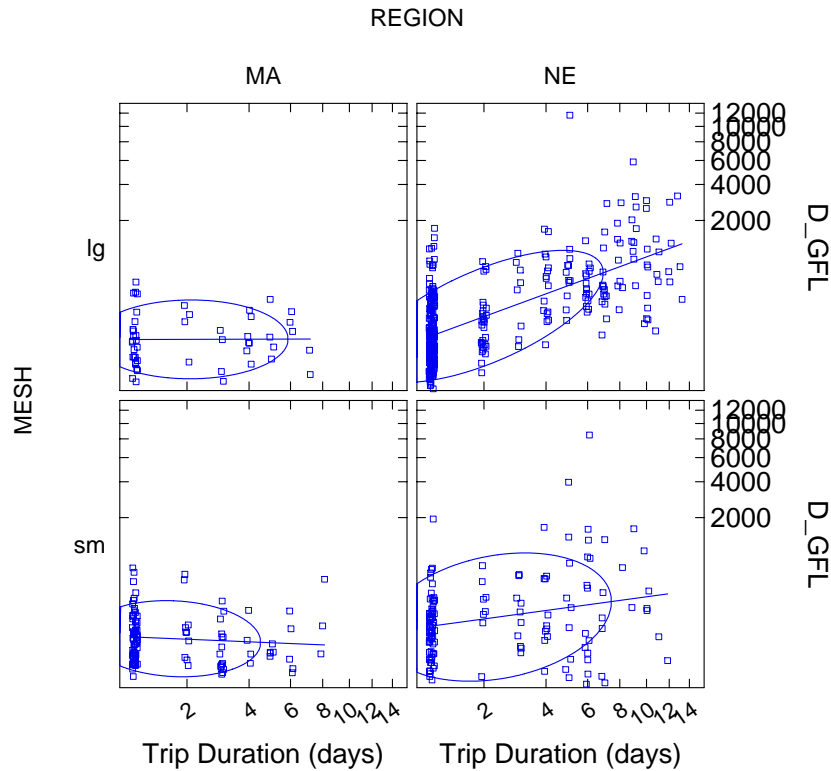 REGION
MA NE
12000
10000
8000
6000
4000
2000
lg
D_GFL
MESH
12000
10000
8000
6000
4000
2000
sm
D_GFL
2 4 6 8 10 12 14 2 4 6 8 10 12 14
Trip Duration (days) Trip Duration (days)